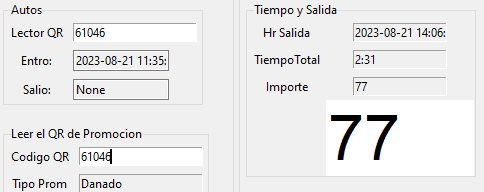 Autos
Lector QR 61046
Entro: 2023-08-21 11:35:
Salio: None
Leer el QR de Promocion
Codigo QR 61046
Tipo Prom Danado
Tiempo y Salida
Hr Salida 2023-08-21 14:06:
TiempoTotal 2:31
Importe 77
77